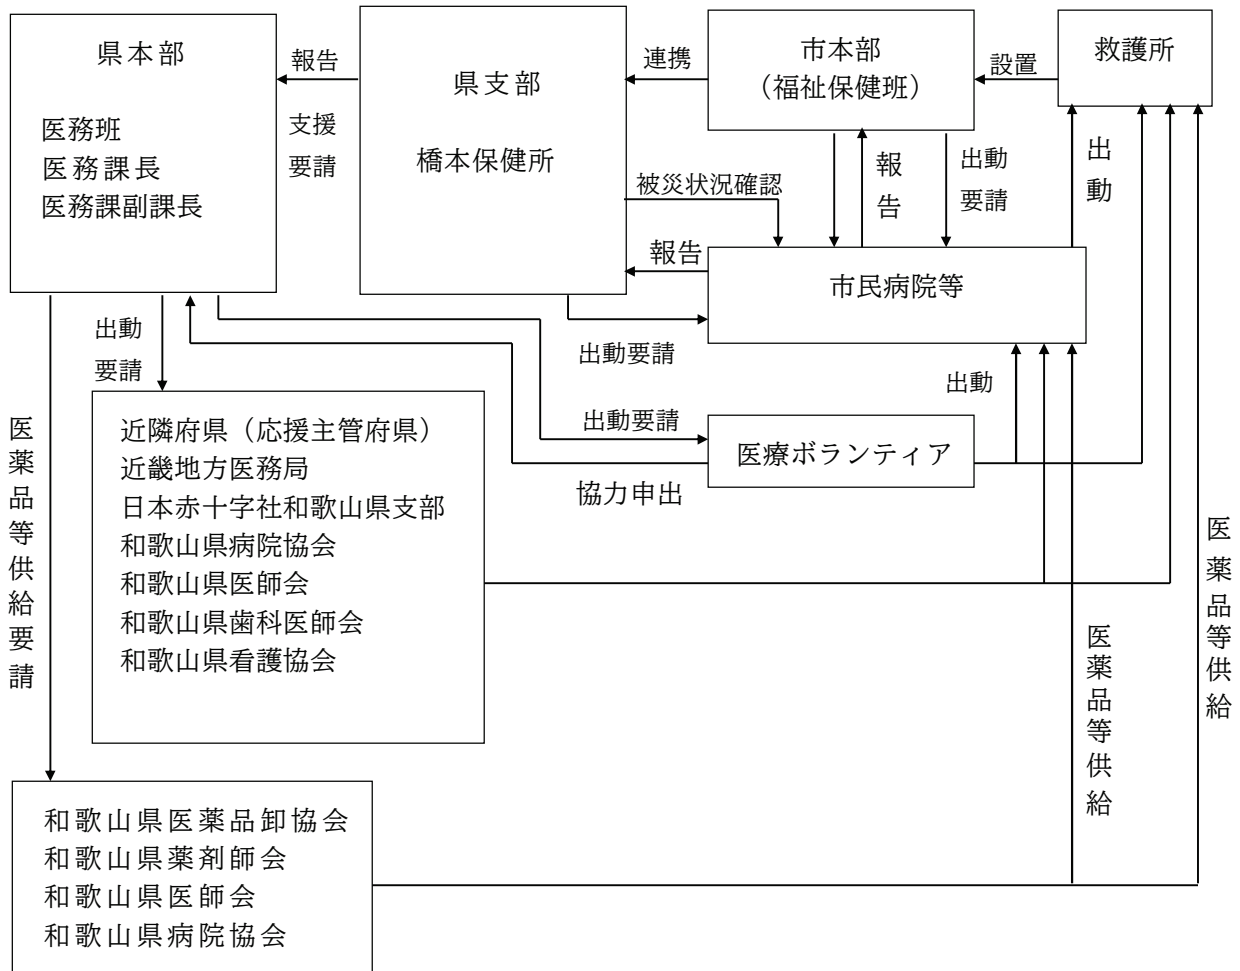 県本部
医務班
医務課長
医務課副課長
報告
支援
要請
県支部
橋本保健所
連携
市本部
（福祉保健班）
設置
救護所
被災状況確認
報告
報告
出動
要請
出動
市民病院等
出動要請
出動
要請
出動要請
出動
医療ボランティア
協力申出
近隣府県（応援主管府県）
近畿地方医務局
日本赤十字社和歌山県支部
和歌山県病院協会
和歌山県医師会
和歌山県歯科医師会
和歌山県看護協会
医薬品等供給要請
医薬品等供給
医薬品等供給
和歌山県医薬品卸協会
和歌山県薬剤師会
和歌山県医師会
和歌山県病院協会